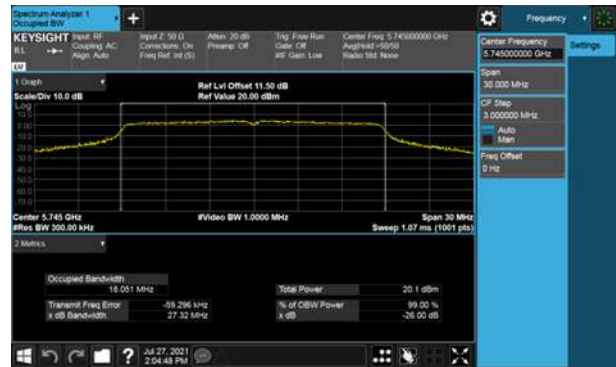 Spectrum Analyzer 1
Occupied BW
Frequency
KEYSIGHT
Input: RF
Coupling: AC
Align: Auto
Input Z: 50 Ω
Corrections: On
Freq Ref: Int (S)
Atten: 20 dB
Preamp: Off
Trig: Free Run
Gate: Off
#IF Gain: Low
Center Freq: 5.745000000 GHz
Avg|Hold: >50/50
Radio Std: None
Center Frequency
5.745000000 GHz
Settings
Span
30.000 MHz
CF Step
3.000000 MHz
Auto
Man
Freq Offset
0 Hz
1 Graph
Scale/Div 10.0 dB
Ref Lvl Offset 11.50 dB
Ref Value 20.00 dBm
Log
10.0
0.00
-10.0
-20.0
-30.0
-40.0
-50.0
-60.0
-70.0
Center 5.745 GHz
#Res BW 300.00 kHz
#Video BW 1.0000 MHz
Span 30 MHz
Sweep 1.07 ms (1001 pts)
2 Metrics
Occupied Bandwidth
18.051 MHz
Total Power
20.1 dBm
Transmit Freq Error
-59.296 kHz
% of OBW Power
99.00 %
x dB Bandwidth
27.32 MHz
x dB
-26.00 dB
?
Jul 27, 2021
2:04:48 PM